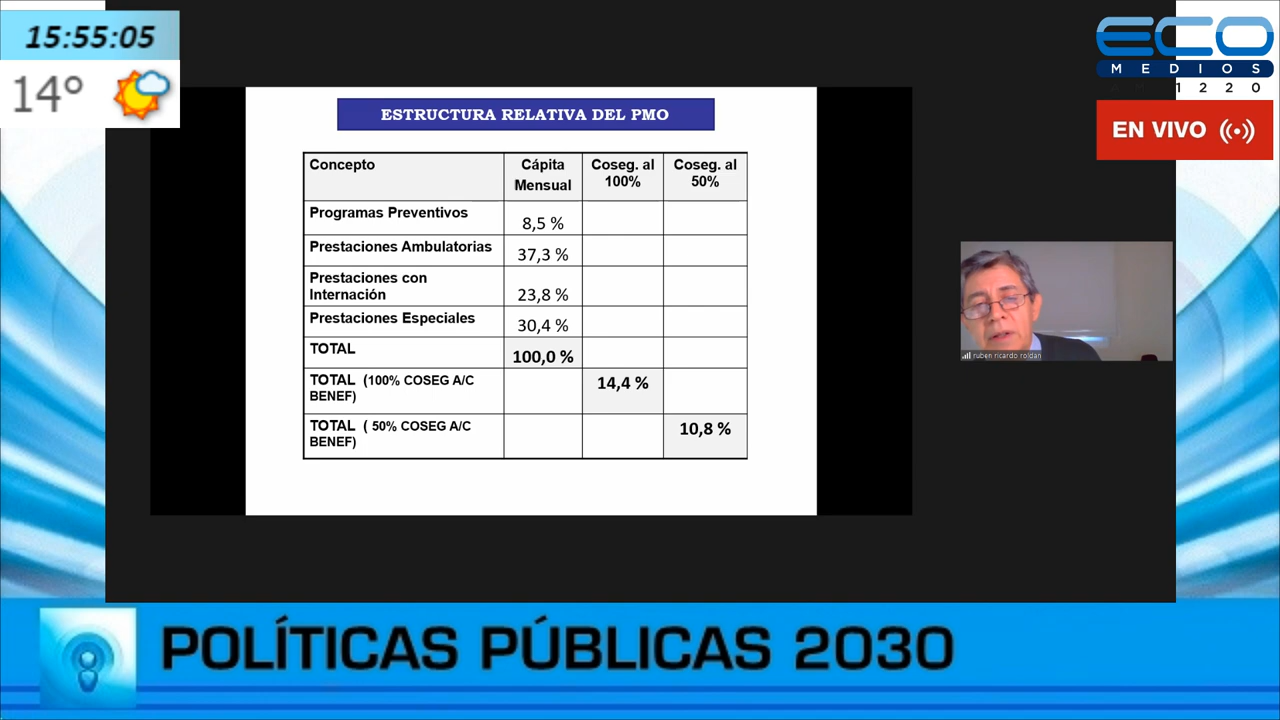 15:55:05
14°
ECO
MEDIOS
1220
EN VIVO
ESTRUCTURA RELATIVA DEL PMO
Concepto
Cápita
Mensual
Coseg. al
100%
Coseg. al
50%
Programas Preventivos
8,5 %
Prestaciones Ambulatorias
37,3 %
Prestaciones con
Internación
23,8 %
Prestaciones Especiales
30,4 %
TOTAL
100,0 %
TOTAL (100% COSEG A/C
BENEF)
14,4 %
TOTAL ( 50% COSEG A/C
BENEF)
10,8 %
ruben ricardo roldan
POLÍTICAS PÚBLICAS 2030